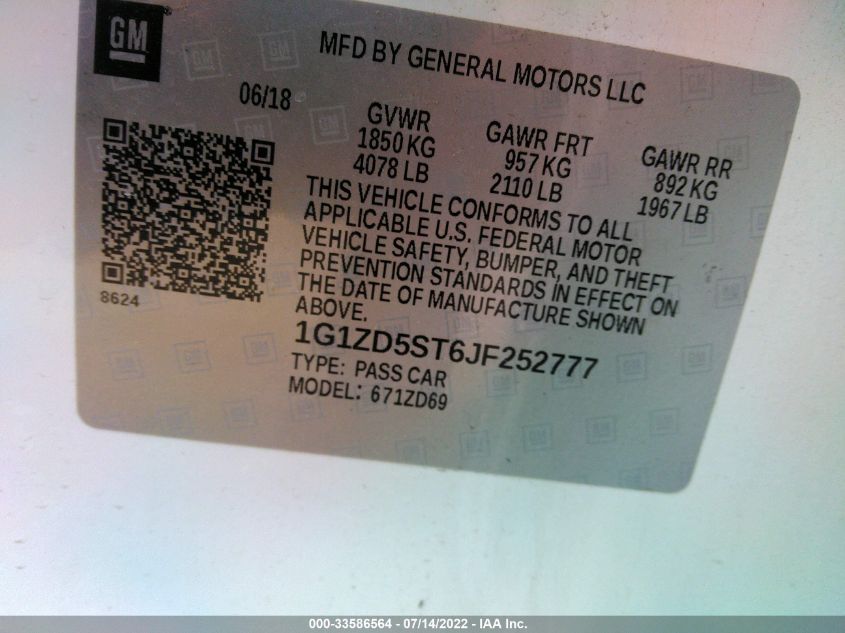 GM
MFD BY GENERAL MOTORS LLC
06/18
GVWR
1850 KG
4078 LB
GAWR FRT
957 KG
2110 LB
GAWR RR
892 KG
1967 LB
THIS VEHICLE CONFORMS TO ALL
APPLICABLE U.S. FEDERAL MOTOR
VEHICLE SAFETY, BUMPER, AND THEFT
PREVENTION STANDARDS IN EFFECT ON
THE DATE OF MANUFACTURE SHOWN
ABOVE.
8624
1G1ZD5ST6JF252777
TYPE: PASS CAR
MODEL: 671ZD69
000-33586564 - 07/14/2022 - IAA Inc.